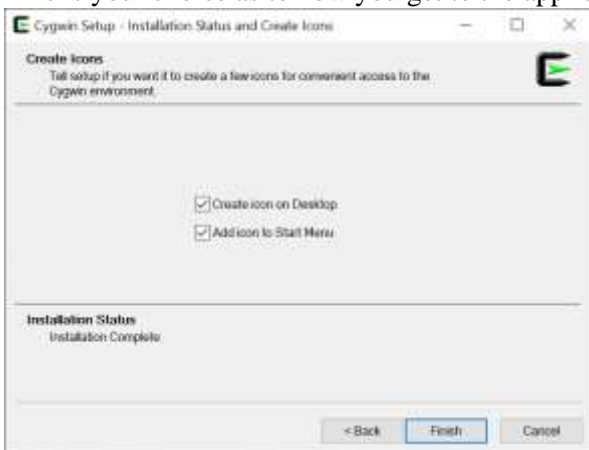 Cygwin Setup - Installation Status and Create Icons
Create Icons
Tell setup if you want it to create a few icons for convenient access to the
Cygwin environment.
Create icon on Desktop
Add icon to Start Menu
Installation Status
Installation Complete
< Back Finish Cancel